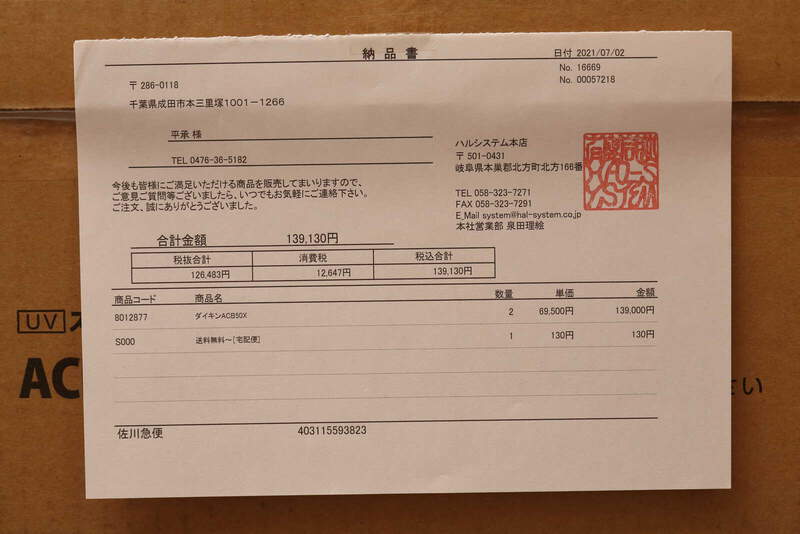 納品書
日付 2021/07/02
No. 16669
No. 00057218
〒286-0118
千葉県成田市本三里塚1001-1266
平承 様
TEL 0476-36-5182
ハルシステム本店
〒501-0431
岐阜県本巣郡北方町北方166番
TEL 058-323-7271
FAX 058-323-7291
E_Mail system@hal-system.co.jp
本社営業部 泉田理絵
今後も皆様にご満足いただける商品を販売してまいりますので、
ご意見ご質問等ございましたら、いつでもお気軽にご連絡下さい。
ご注文、誠にありがとうございました。
合計金額 139,130円
税抜合計 消費税 税込合計
126,483円 12,647円 139,130円
商品コード 商品名 数量 単価 金額
8012877 ダイキンACB50X 2 69,500円 139,000円
S000 送料無料~[宅配便] 1 130円 130円
佐川急便 403115593823
UV
AC
い